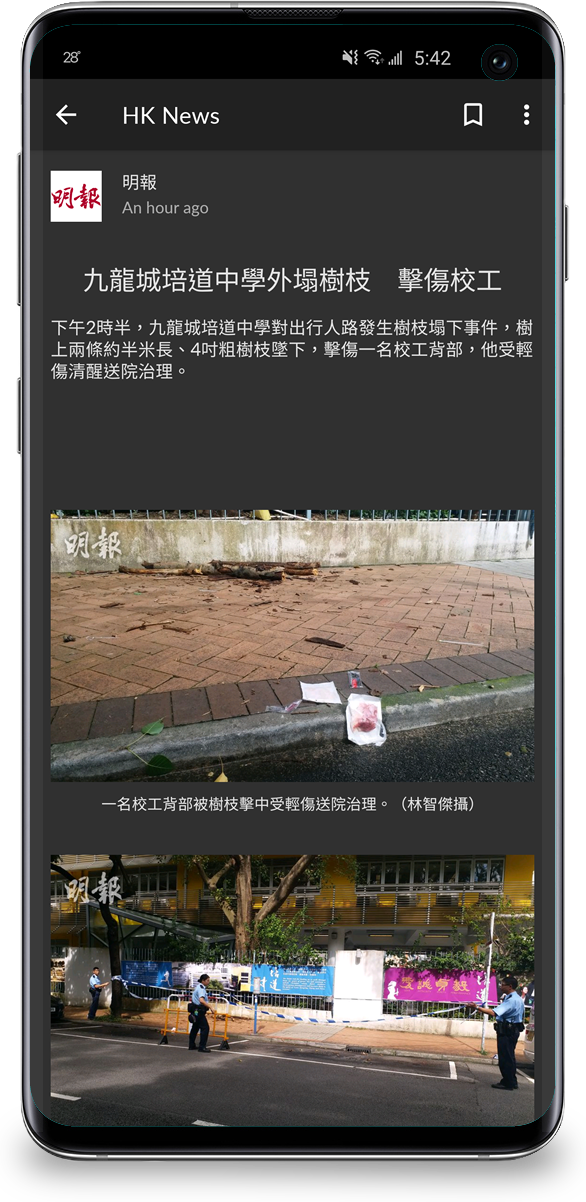 28°
5:42
HK News
明報
明報
An hour ago
九龍城培道中學外塌樹枝　擊傷校工
下午2時半，九龍城培道中學對出行人路發生樹枝塌下事件，樹
上兩條約半米長、4吋粗樹枝墜下，擊傷一名校工背部，他受輕
傷清醒送院治理。
明報
一名校工背部被樹枝擊中受輕傷送院治理。（林智傑攝）
明報
培道